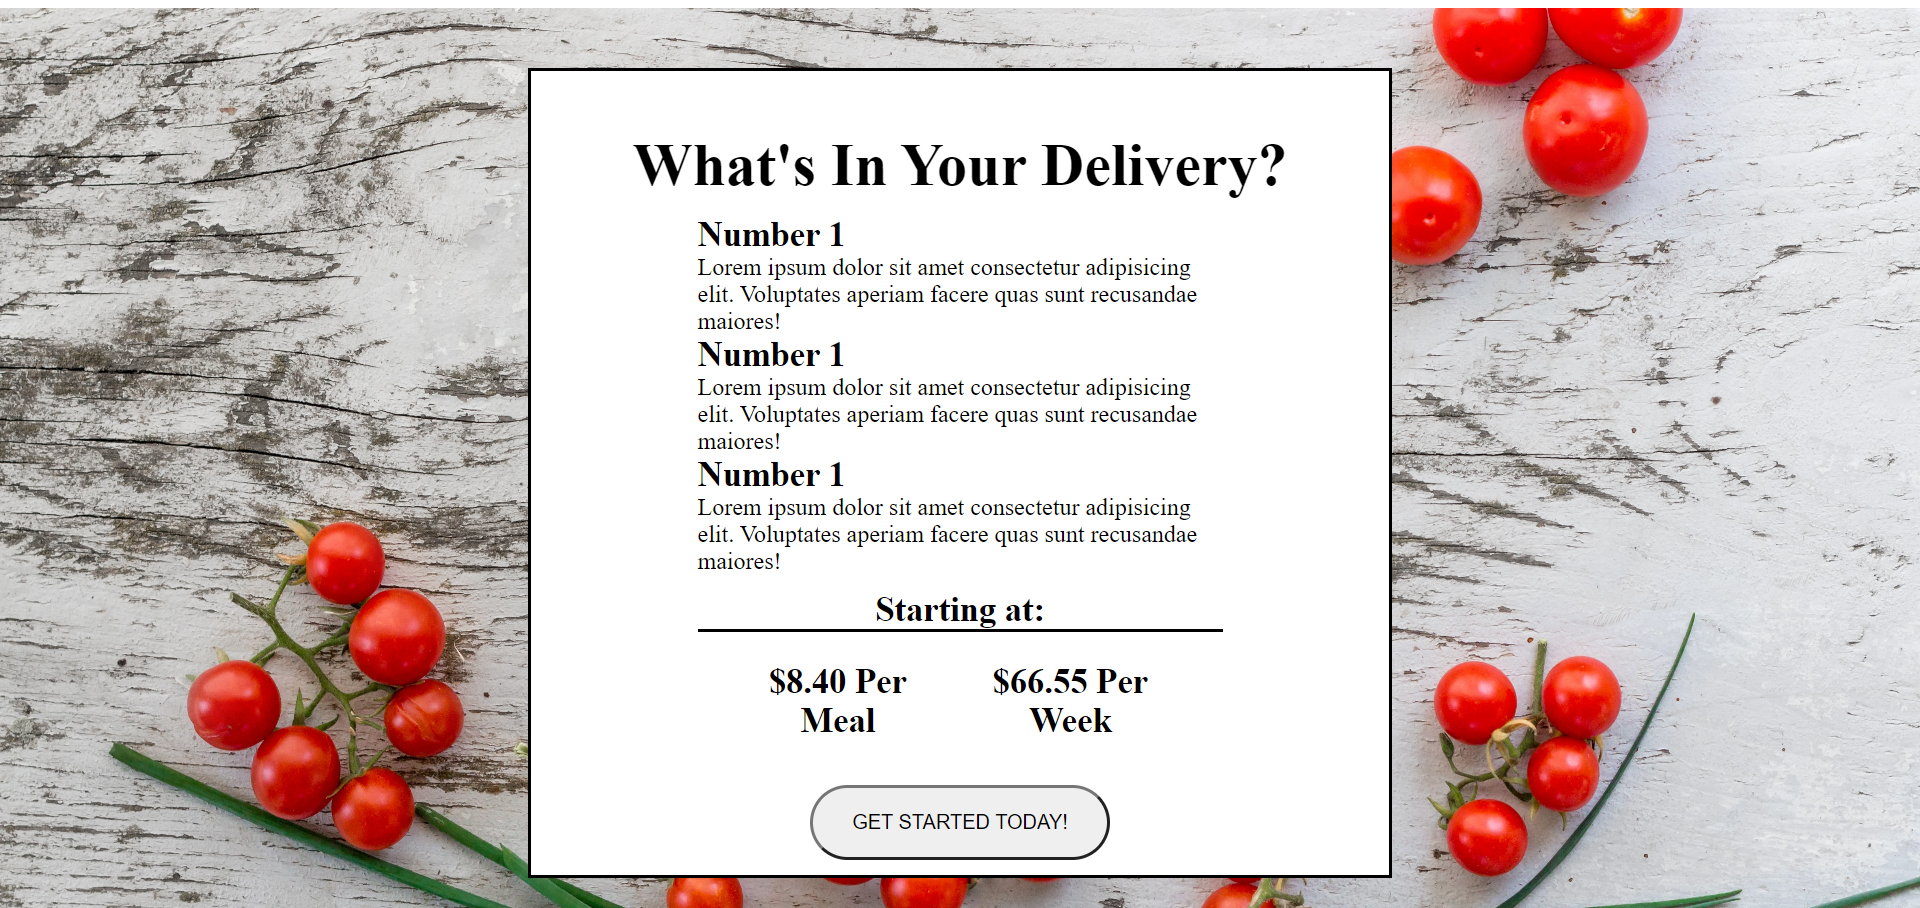 What's In Your Delivery?
Number 1
Lorem ipsum dolor sit amet consectetur adipisicing
elit. Voluptates aperiam facere quas sunt recusandae
maiores!
Number 1
Lorem ipsum dolor sit amet consectetur adipisicing
elit. Voluptates aperiam facere quas sunt recusandae
maiores!
Number 1
Lorem ipsum dolor sit amet consectetur adipisicing
elit. Voluptates aperiam facere quas sunt recusandae
maiores!
Starting at:
$8.40 Per
Meal
$66.55 Per
Week
GET STARTED TODAY!